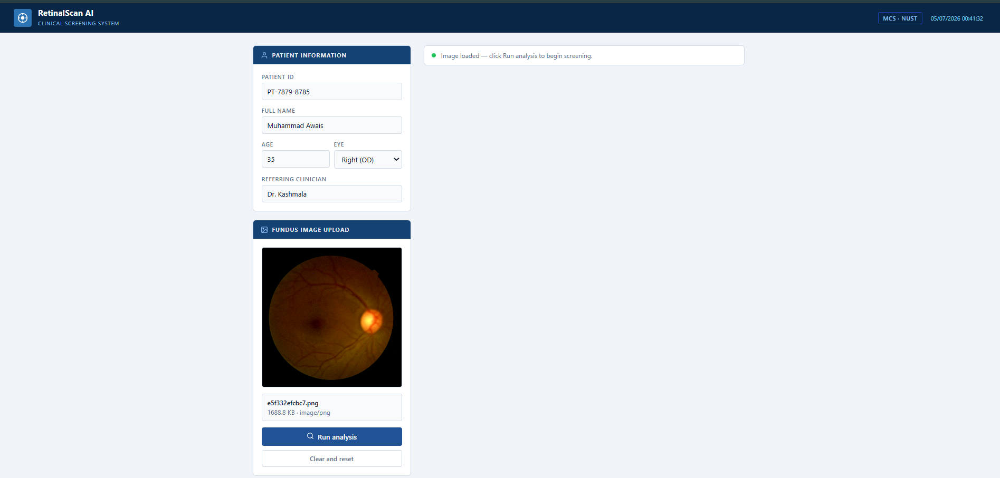 RetinalScan AI
CLINICAL SCREENING SYSTEM
MCS · NUST
05/07/2026 00:41:32
PATIENT INFORMATION
PATIENT ID
PT-7879-8785
FULL NAME
Muhammad Awais
AGE
EYE
35
Right (OD)
REFERRING CLINICIAN
Dr. Kashmala
FUNDUS IMAGE UPLOAD
e5f332efcbc7.png
1688.8 KB · image/png
Run analysis
Clear and reset
Image loaded — click Run analysis to begin screening.